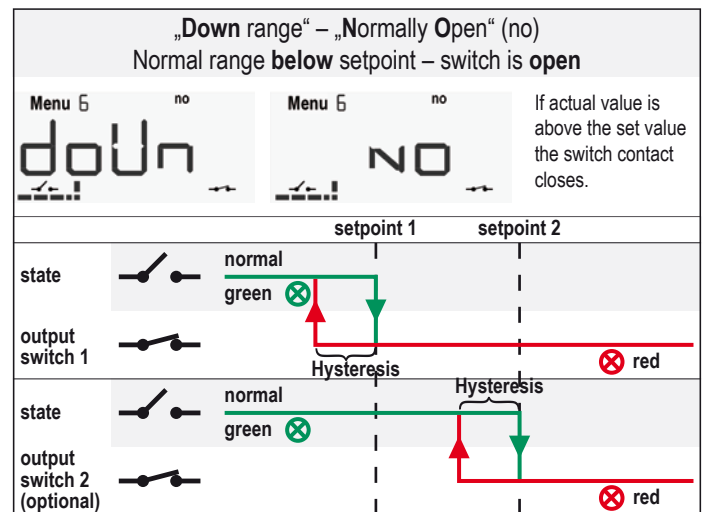 „Down range“ – „Normally Open“ (no)
Normal range below setpoint – switch is open
Menu 6 no
doUn
Menu 6 no
NO
If actual value is
above the set value
the switch contact
closes.
setpoint 1 setpoint 2
state
normal
green
output
switch 1
Hysteresis
red
state
normal
green
Hysteresis
output
switch 2
(optional)
red